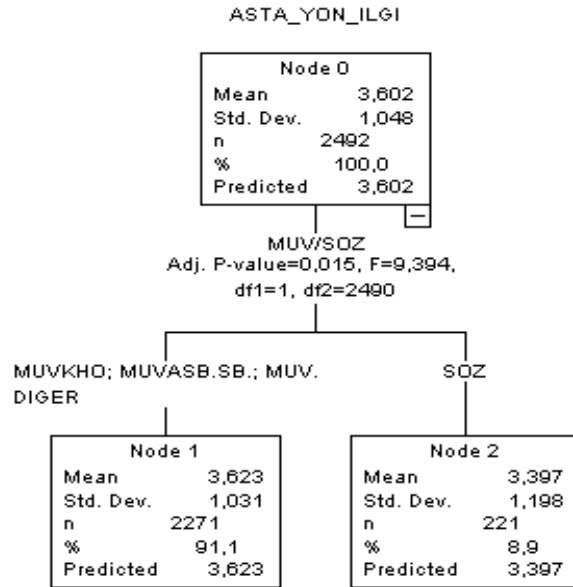 ASTA_YON_ILGI
Node 0
Mean 3,602
Std. Dev. 1,048
n 2492
% 100,0
Predicted 3,602
MUV/SOZ
Adj. P-value=0,015, F=9,394,
df1=1, df2=2490
MUVKHO; MUVASB.SB.; MUV.
DIGER
SOZ
Node 1
Mean 3,623
Std. Dev. 1,031
n 2271
% 91,1
Predicted 3,623
Node 2
Mean 3,397
Std. Dev. 1,198
n 221
% 8,9
Predicted 3,397